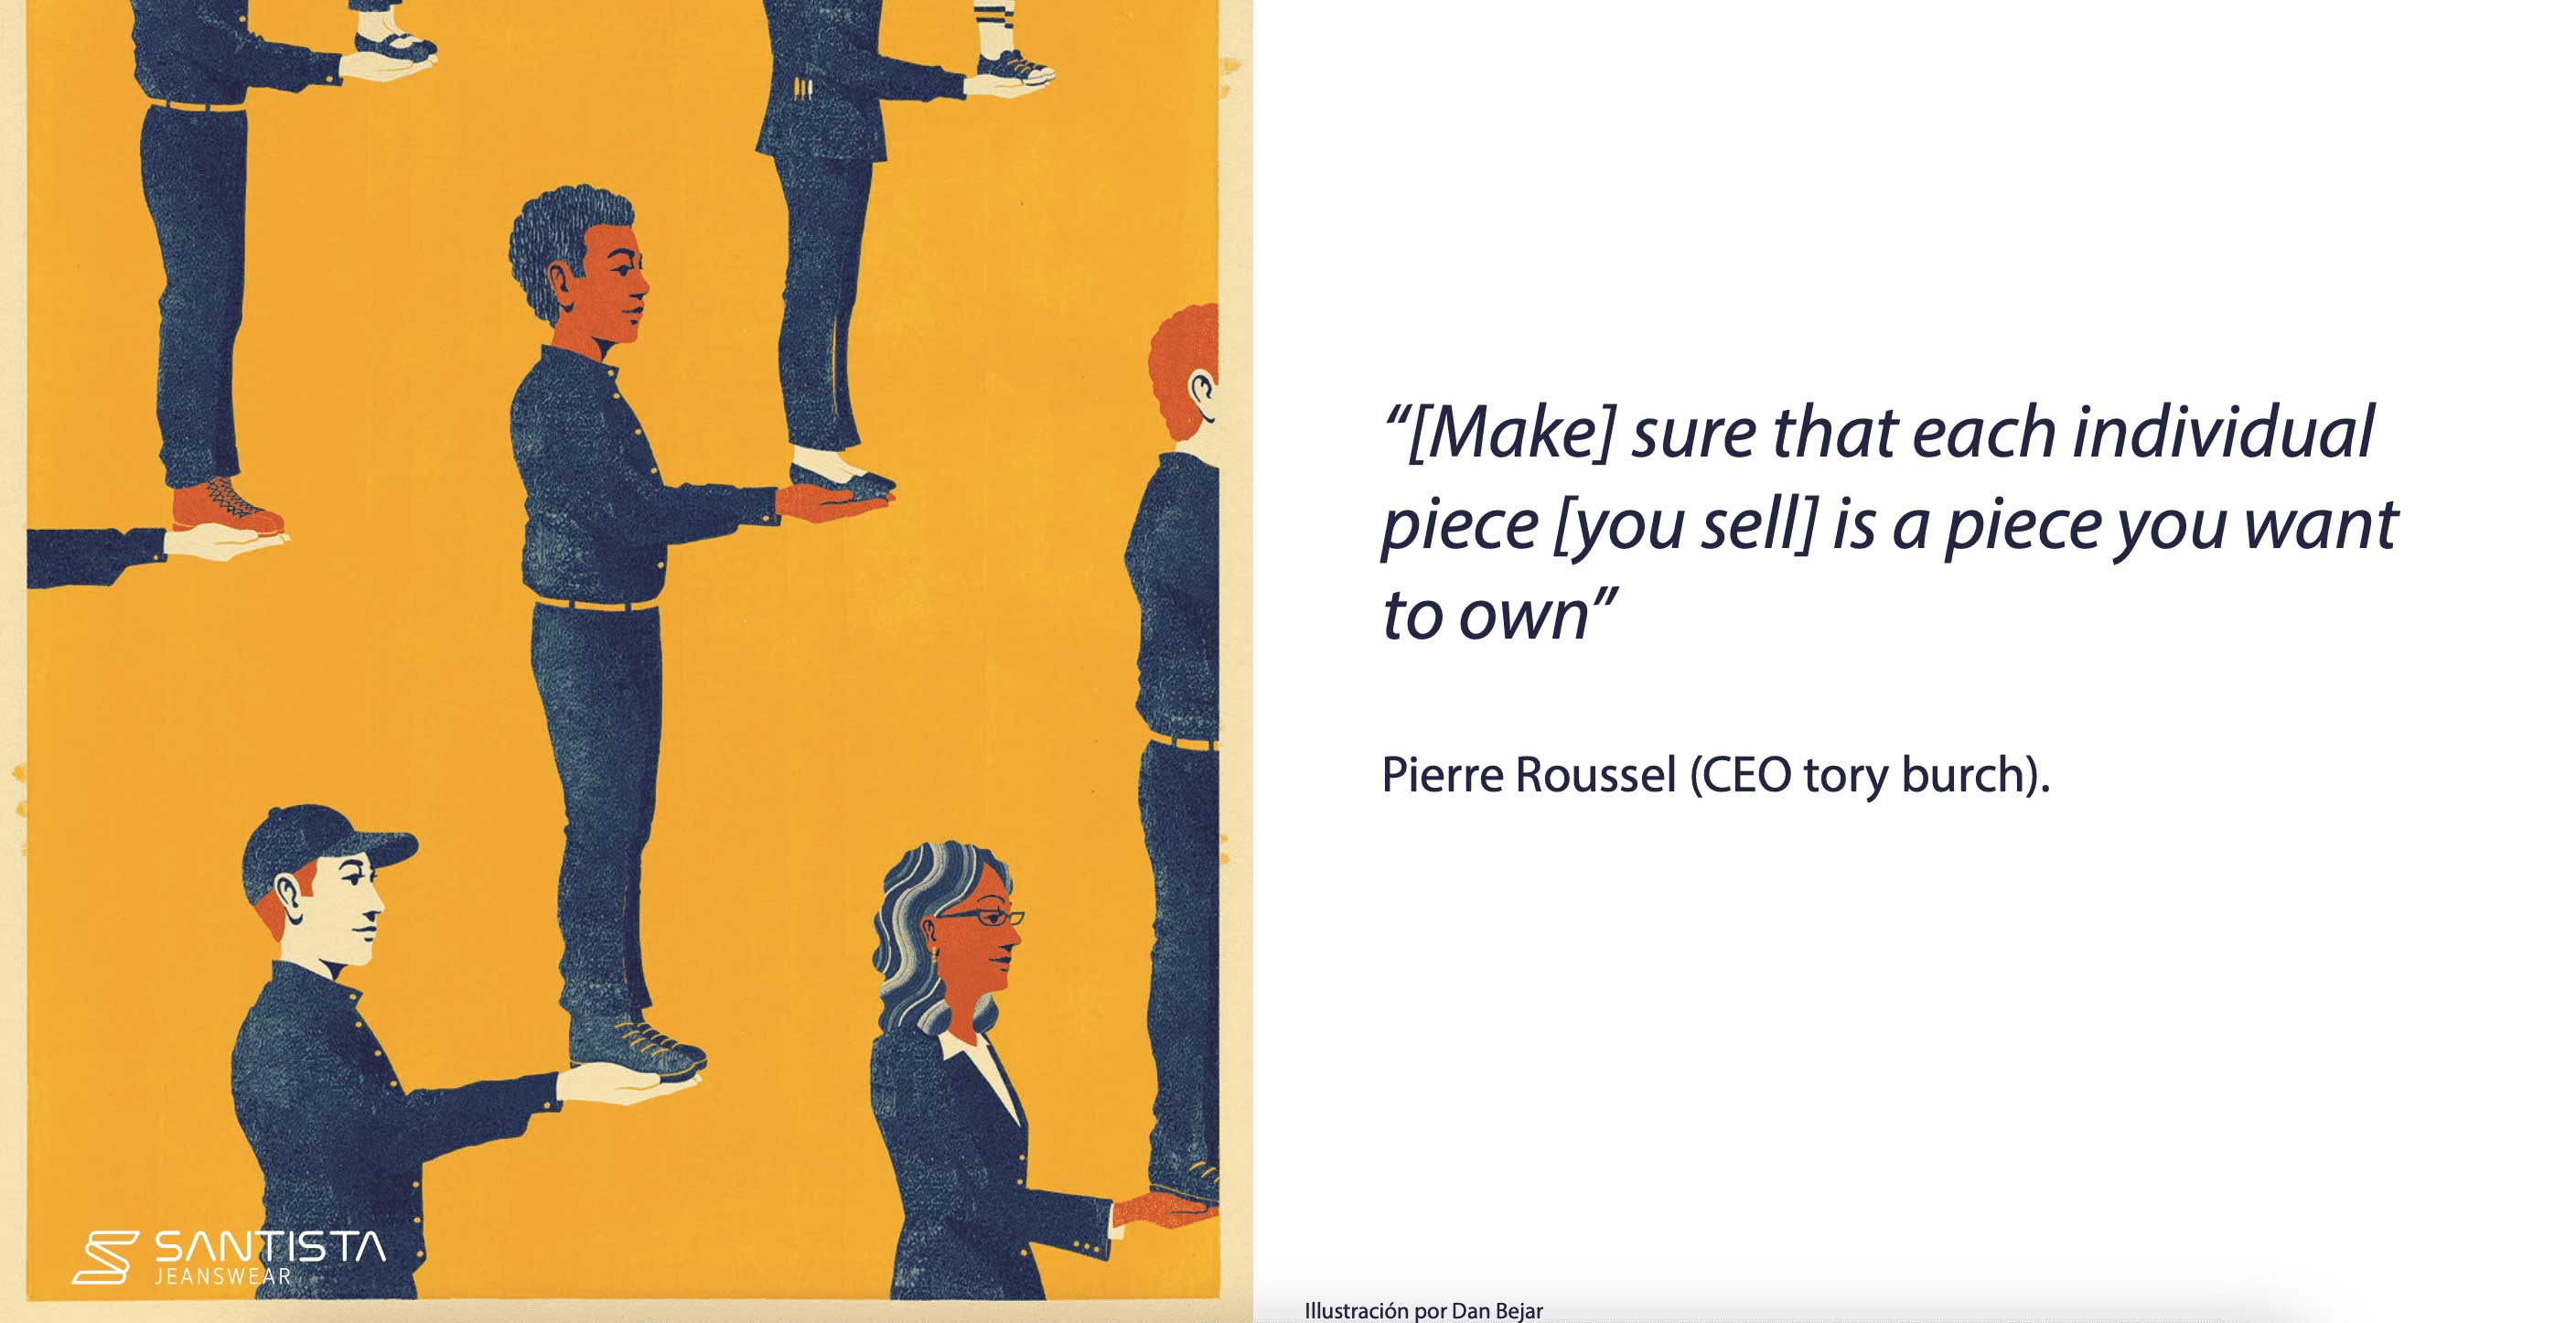 “[Make] sure that each individual
piece [you sell] is a piece you want
to own”
Pierre Roussel (CEO tory burch).
SANTISTA
JEANSWEAR
Illustración por Dan Bejar